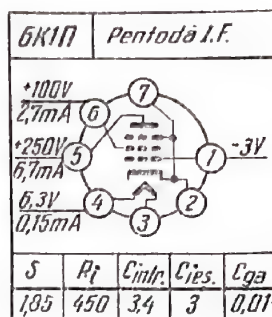 6К1П Pentodă I.F.
+100V
2,7mA
+250V
6,7mA
6,3V
0,15mA
-3V
7
6
5
4
3
2
1
S Ri Cintr. Cies. Cga
1,85 450 3,4 3 0,01